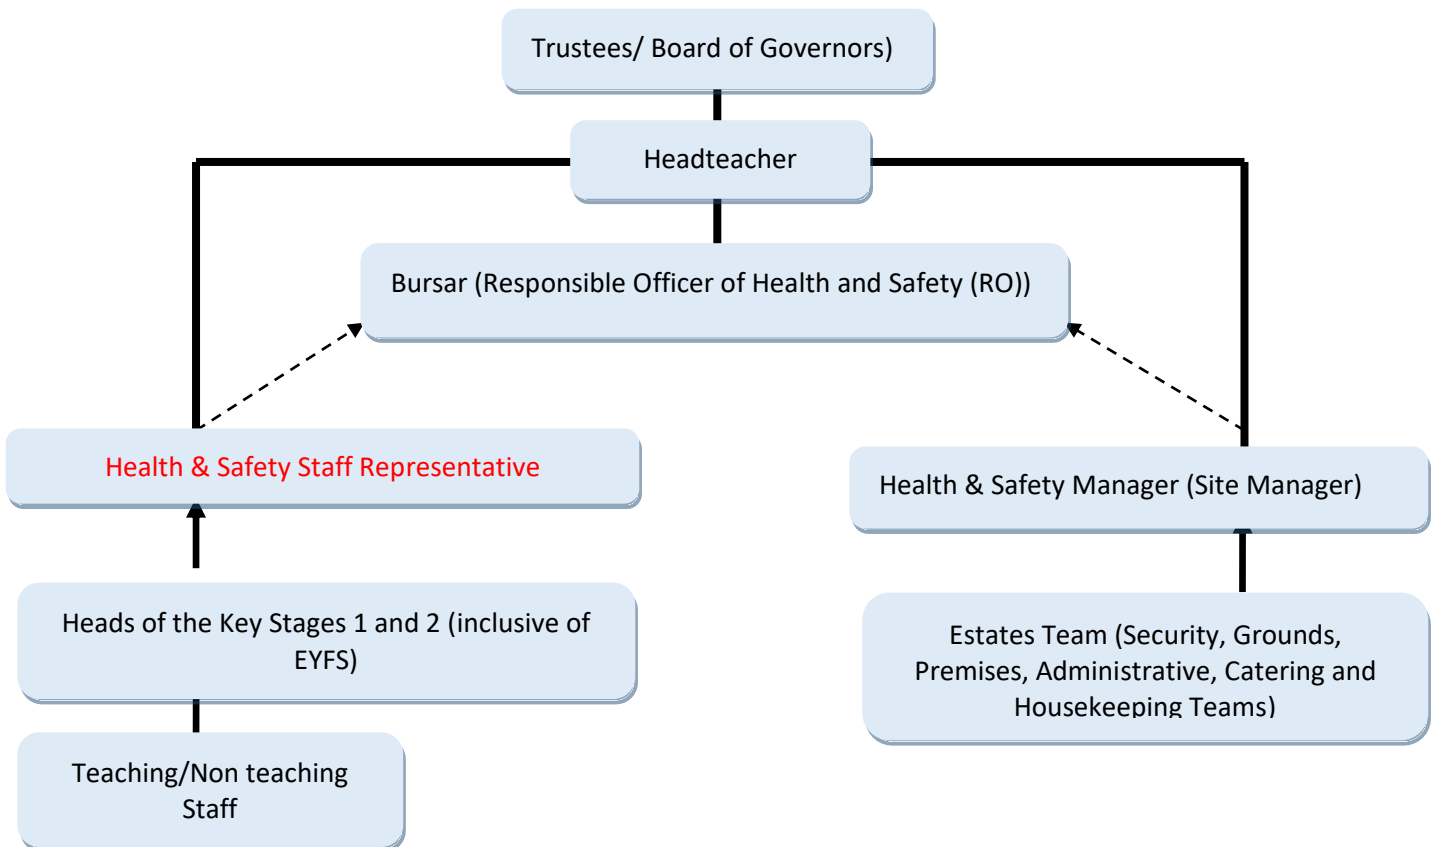 Trustees/ Board of Governors)
Headteacher
Bursar (Responsible Officer of Health and Safety (RO))
Health & Safety Staff Representative
Health & Safety Manager (Site Manager)
Heads of the Key Stages 1 and 2 (inclusive of
EYFS)
Estates Team (Security, Grounds,
Premises, Administrative, Catering and
Housekeeping Teams)
Teaching/Non teaching
Staff